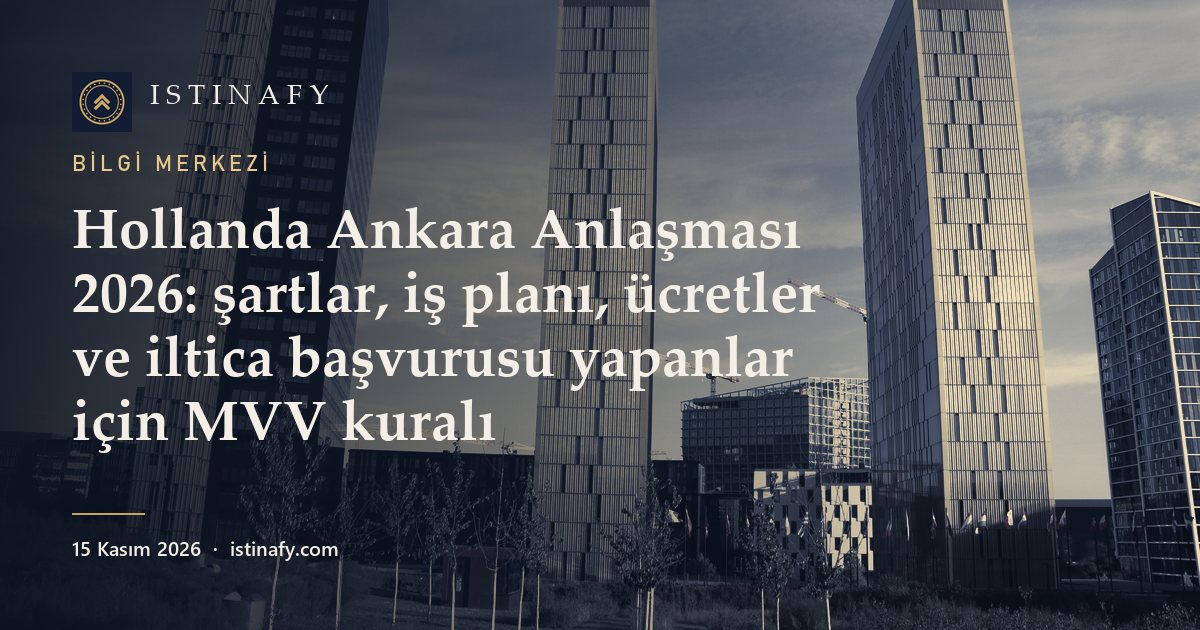 ISTINAFY
BİLGİ MERKEZİ
Hollanda Ankara Anlaşması
2026: şartlar, iş planı, ücretler
ve iltica başvurusu yapanlar
için MVV kuralı
15 Kasım 2026 · istinafy.com